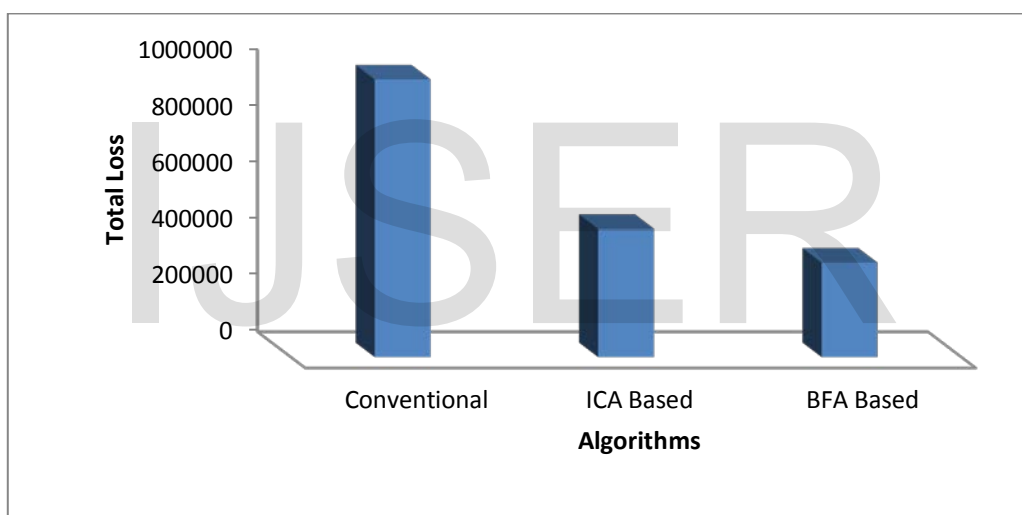 1000000
800000
600000
400000
200000
0
Total Loss
IJSER
Conventional ICA Based BFA Based
Algorithms